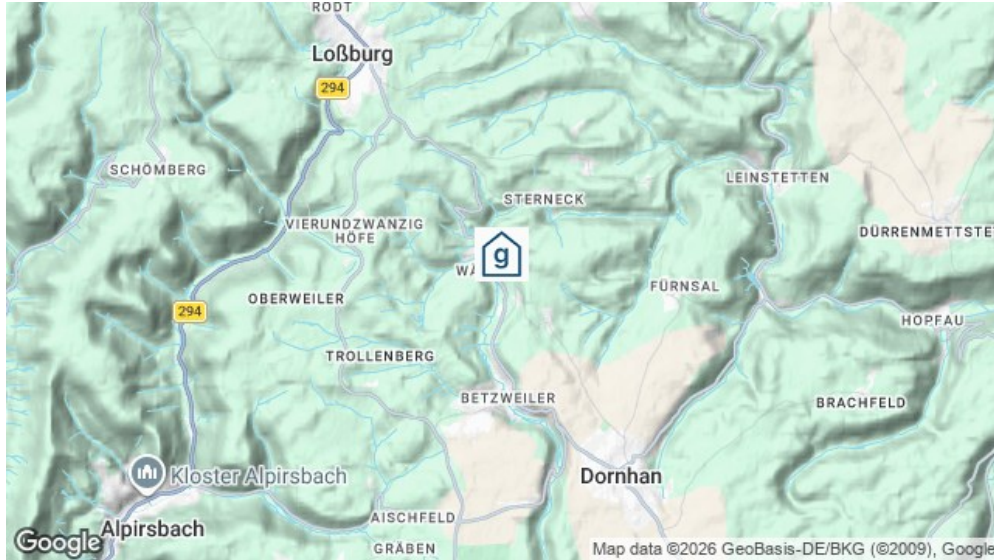 RODT
Loßburg
294
SCHÖMBERG
LEINSTETTEN
STERNECK
VIERUNDZWANZIG
HÖFE
DÜRRENMETTSTE
g
WÄ
FÜRNSAL
OBERWEILER
294
HOPFAU
TROLLENBERG
BETZWEILER
BRACHFELD
Kloster Alpirsbach
Dornhan
AISCHFELD
Alpirsbach
GRÄBEN
Google
Map data ©2026 GeoBasis-DE/BKG (©2009), Google